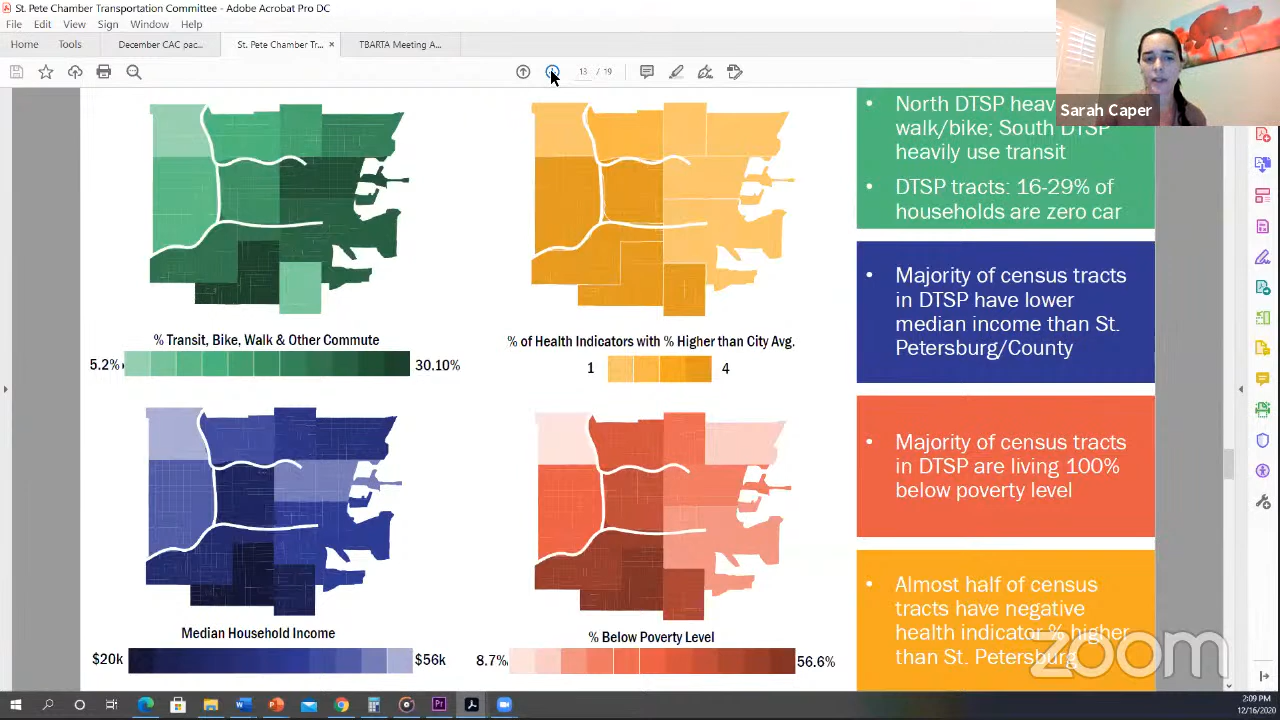 St. Pete Chamber Transportation Committee - Adobe Acrobat Pro DC
File Edit View Sign Window Help
Home Tools December CAC pac... St. Pete Chamber Tr... × TBARTA Meeting A...
13 / 19
Sarah Caper
% Transit, Bike, Walk & Other Commute
5.2% 30.10%
% of Health Indicators with % Higher than City Avg.
1 4
Median Household Income
$20k $56k
% Below Poverty Level
8.7% 56.6%
• North DTSP
walk/bike; South DTSP
heavily use transit
• DTSP tracts: 16-29% of
households are zero car
• Majority of census tracts
in DTSP have lower
median income than St.
Petersburg/County
• Majority of census tracts
in DTSP are living 100%
below poverty level
• Almost half of census
tracts have negative
health indicator % higher
than St. Petersburg
zoom
2:09 PM
12/16/2020